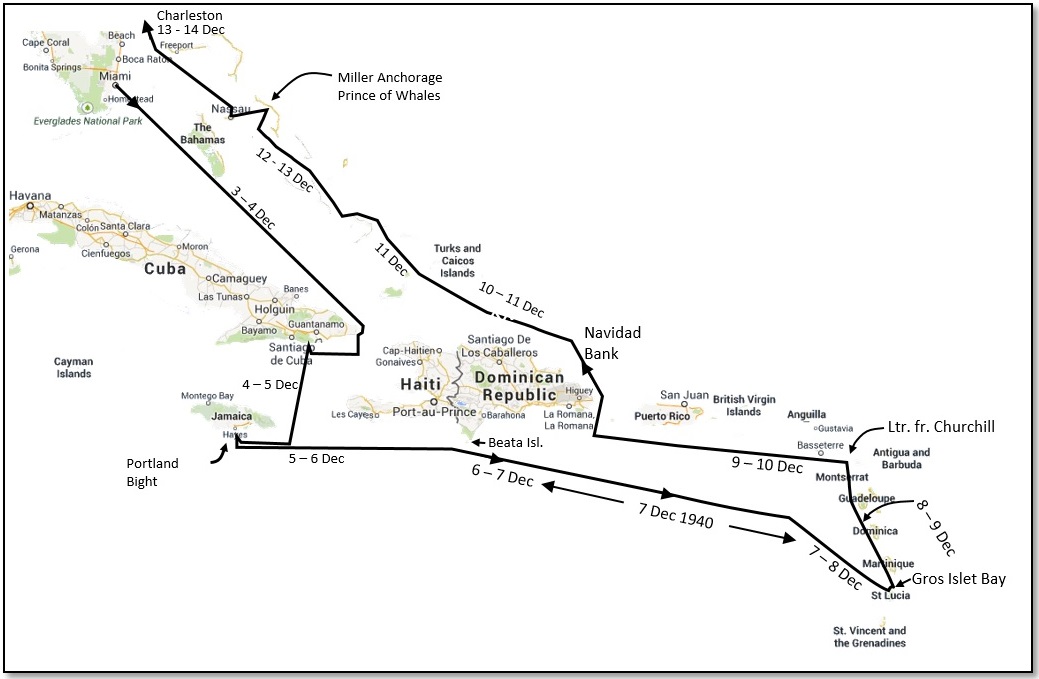 Charleston
13 - 14 Dec
Cape Coral
Beach
Freeport
Bonita Springs
Boca Raton
Miami
Homestead
Everglades National Park
Miller Anchorage
Prince of Whales
Nassau
The
Bahamas
12 - 13 Dec
3 – 4 Dec
Havana
Matanzas
Colón
Santa Clara
Cienfuegos
Moron
Gerona
Cuba
Camaguey
Las Tunas
Banes
Holguin
Bayamo
Guantanamo
Santiago
de Cuba
11 Dec
Turks and
Caicos
Islands
10 – 11 Dec
Navidad
Bank
Cayman
Islands
4 – 5 Dec
Cap-Haitien
Gonaives
Santiago De
Los Caballeros
Haiti
Dominican
Republic
Higuey
Port-au-Prince
Les Cayes
Barahona
La Romana,
La Romana
Montego Bay
Jamaica
Hayes
San Juan
Puerto Rico
British Virgin
Islands
Anguilla
Gustavia
Basseterre
Ltr. fr. Churchill
Antigua and
Barbuda
Beata Isl.
Portland
Bight
5 – 6 Dec
6 – 7 Dec
9 – 10 Dec
Montserrat
Guadeloupe
8 – 9 Dec
7 Dec 1940
Dominica
7 – 8 Dec
Martinique
Gros Islet Bay
St Lucia
St. Vincent and
the Grenadines